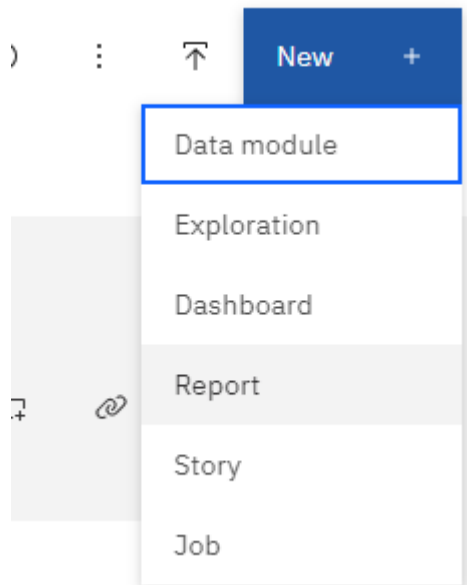 New +
Data module
Exploration
Dashboard
Report
Story
Job